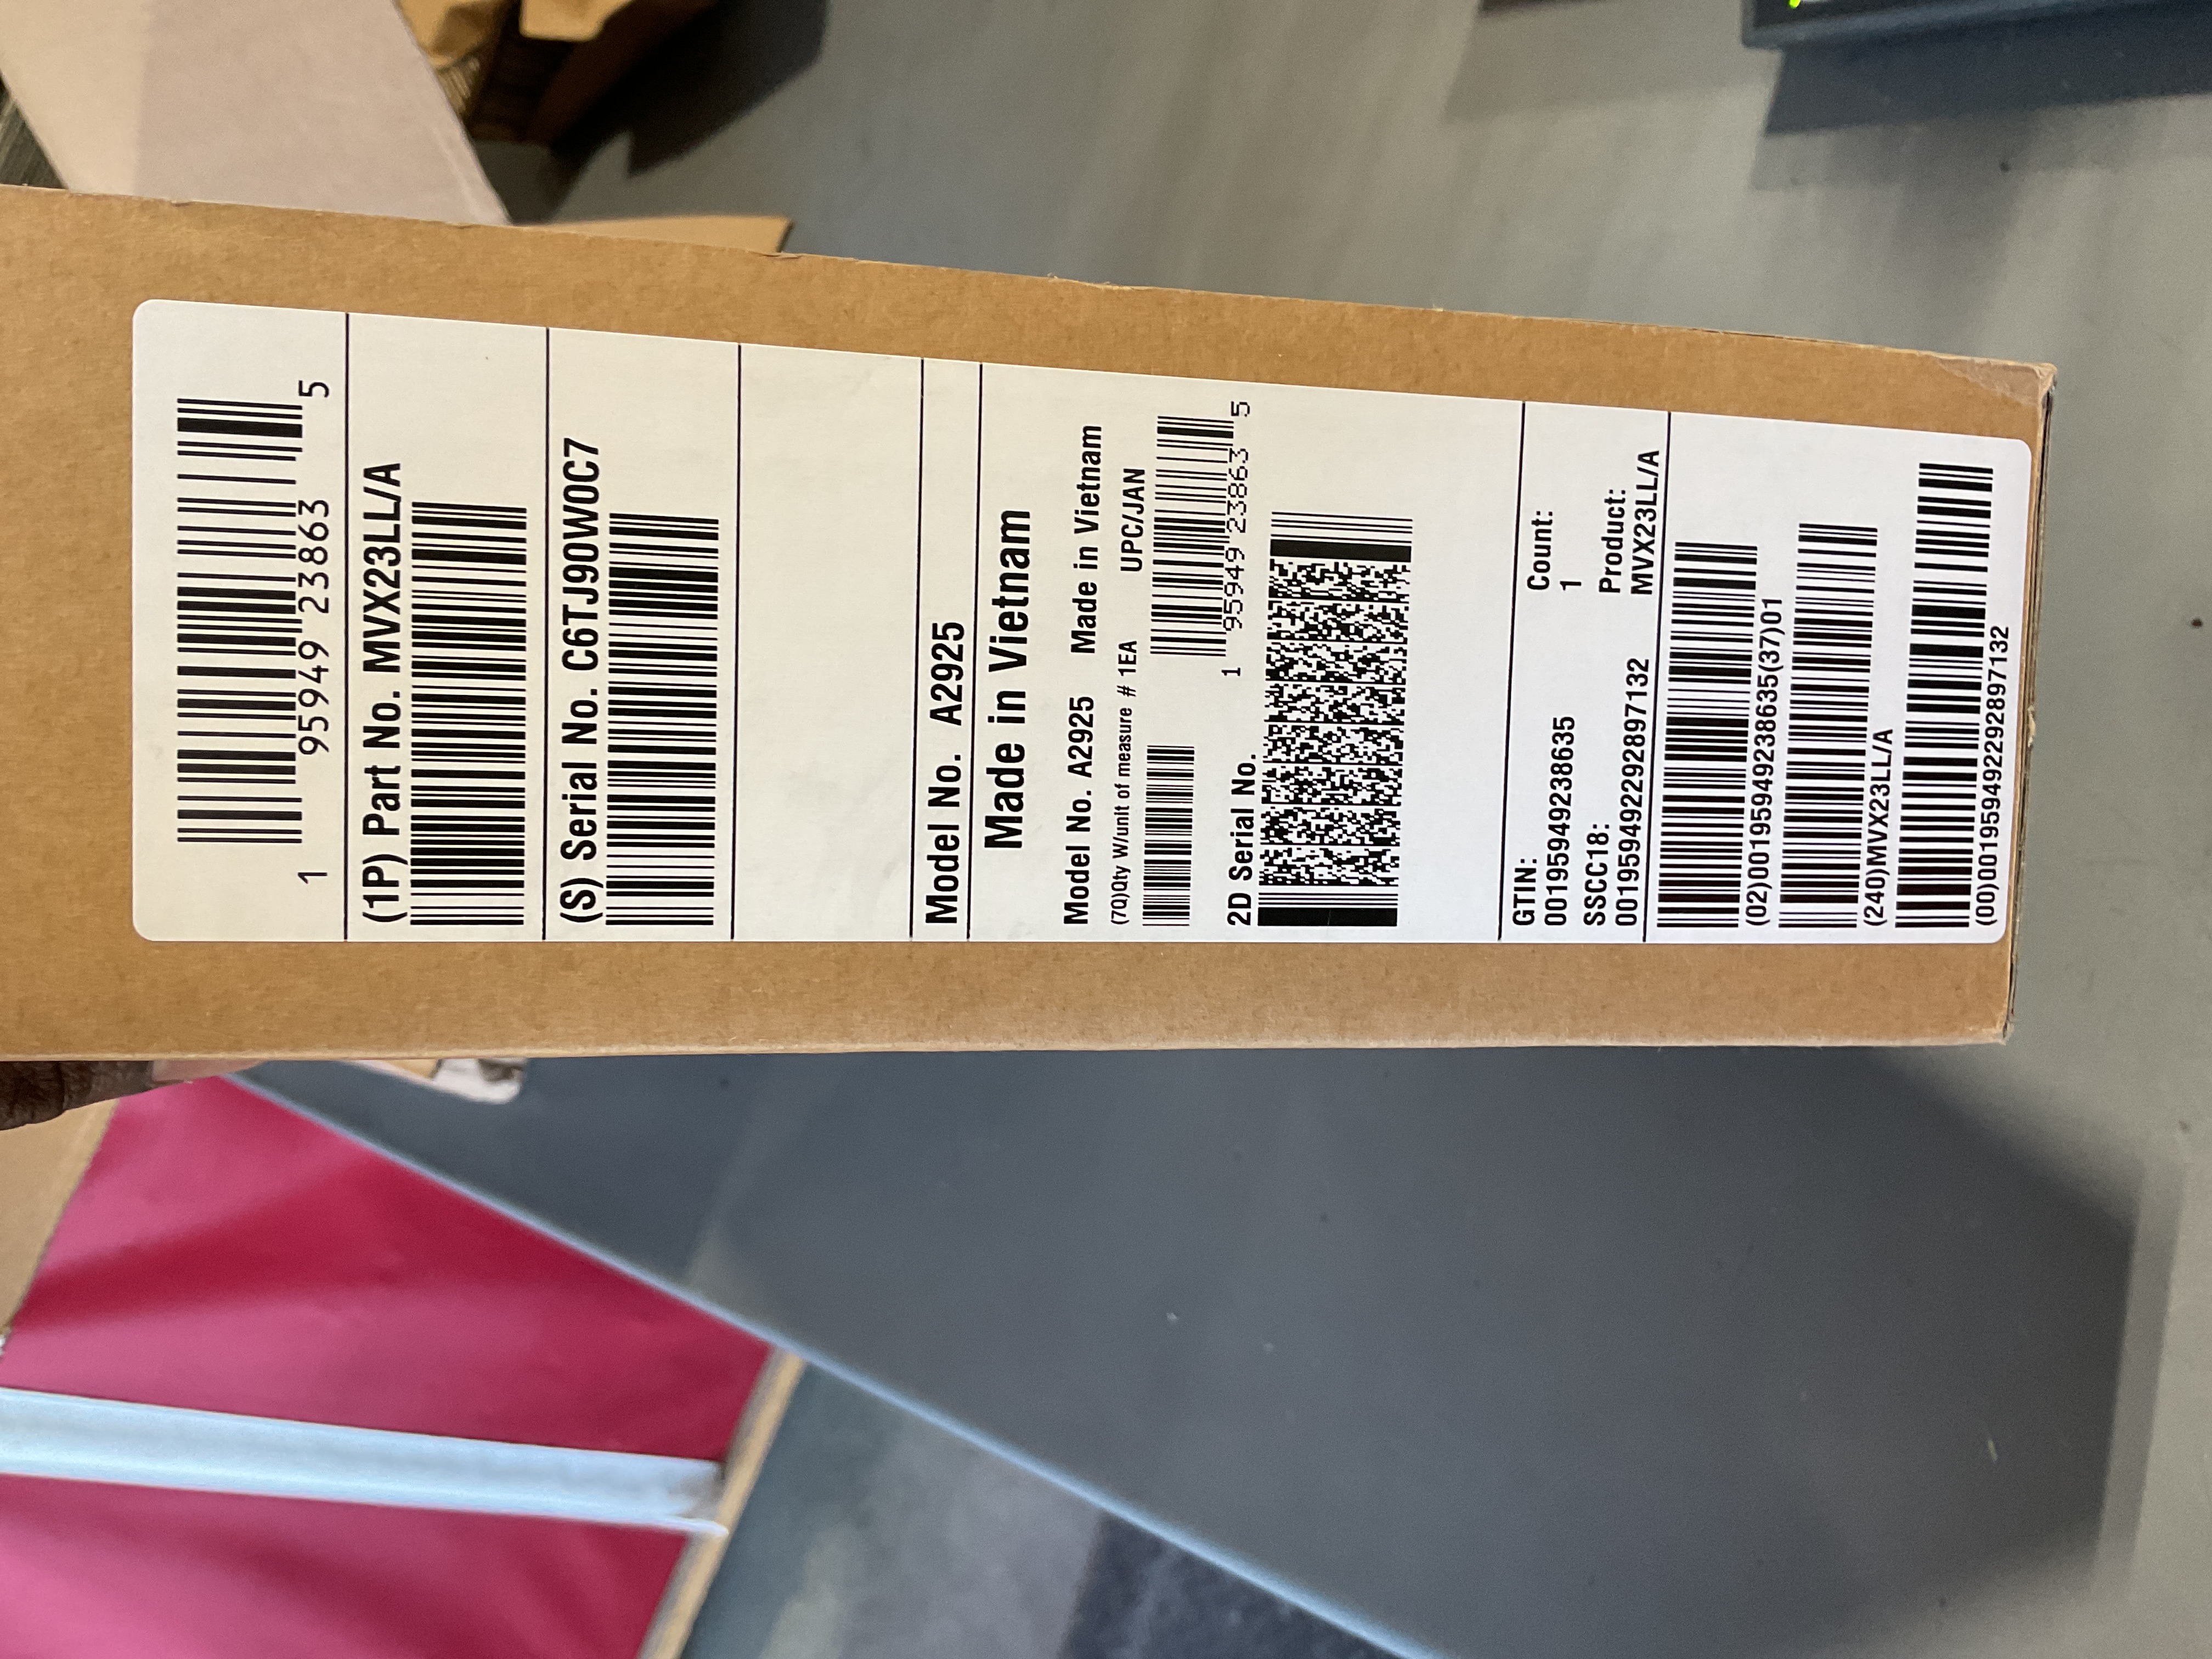 1 95949 23863 5
(1P) Part No. MVX23LL/A
(S) Serial No. C6TJ90W0C7
Model No. A2925
Made in Vietnam
Model No. A2925 Made in Vietnam
(7Q)Qty W/unit of measure # 1EA UPC/JAN
1 95949 23863 5
2D Serial No.
GTIN: Count:
00195949238635 1
SSCC18: Product:
001959492292897132 MVX23LL/A
(02)00195949238635(37)01
(240)MVX23LL/A
(00)001959492292897132